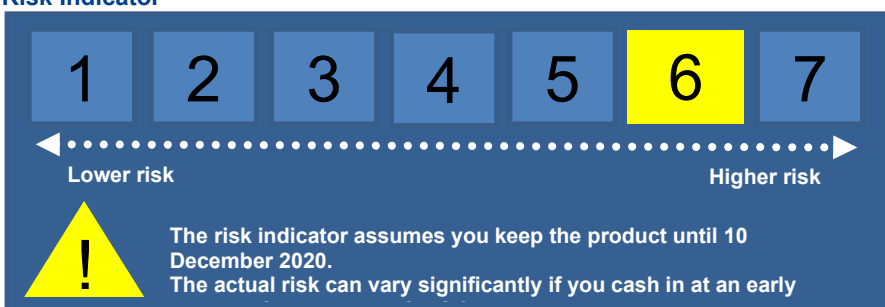 Risk indicator
1 2 3 4 5 6 7
Lower risk Higher risk
!
The risk indicator assumes you keep the product until 10
December 2020.
The actual risk can vary significantly if you cash in at an early